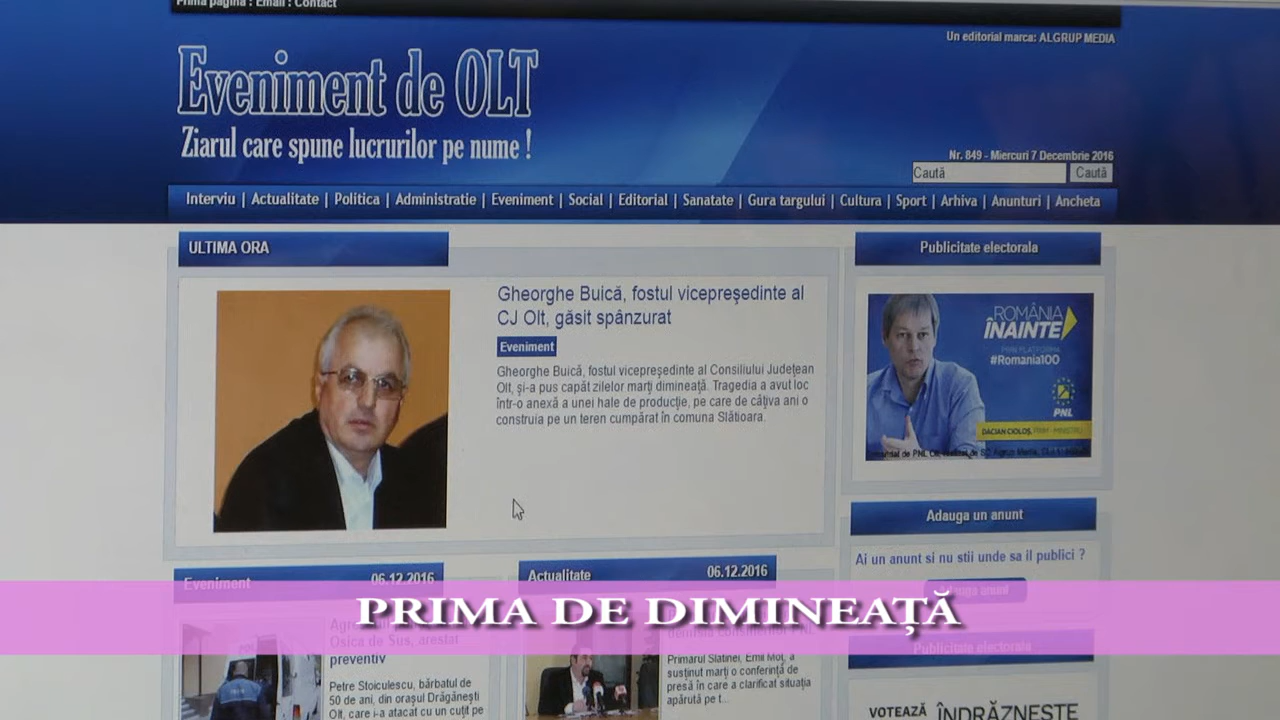 Prima pagina : Email : Contact
Un editorial marca: ALGRUP MEDIA
Eveniment de OLT
Ziarul care spune lucrurilor pe nume !
Nr. 849 - Miercuri 7 Decembrie 2016
Caută Caută
Interviu | Actualitate | Politica | Administratie | Eveniment | Social | Editorial | Sanatate | Gura targului | Cultura | Sport | Arhiva | Anunturi | Ancheta
ULTIMA ORA
Gheorghe Buică, fostul vicepreşedinte al
CJ Olt, găsit spânzurat
Eveniment
Gheorghe Buică, fostul vicepreşedinte al Consiliului Judeţean
Olt, şi-a pus capăt zilelor marţi dimineaţă. Tragedia a avut loc
într-o anexă a unei hale de producţie, pe care de câţiva ani o
construia pe un teren cumpărat în comuna Slătioara.
Publicitate electorala
ROMÂNIA
ÎNAINTE
PRIN PLATFORMA
#Romania100
PNL
DACIAN CIOLOŞ, PRIM - MINISTRU
Adauga un anunt
Ai un anunt si nu stii unde sa il publici ?
Adauga anunt
Eveniment 06.12.2016
Actualitate 06.12.2016
PRIMA DE DIMINEAȚĂ
Osica de Sus, arestat
preventiv
Petre Stoiculescu, bărbatul de
50 de ani, din oraşul Drăgăneşti
Olt, care i-a atacat cu un cuţit pe
Primarul Slatinei, Emil Moţ, a
susţinut marţi o conferinţă de
presă în care a clarificat situaţia
apărută pe t...
Publicitate electorala
VOTEAZĂ ÎNDRĂZNEŞTE